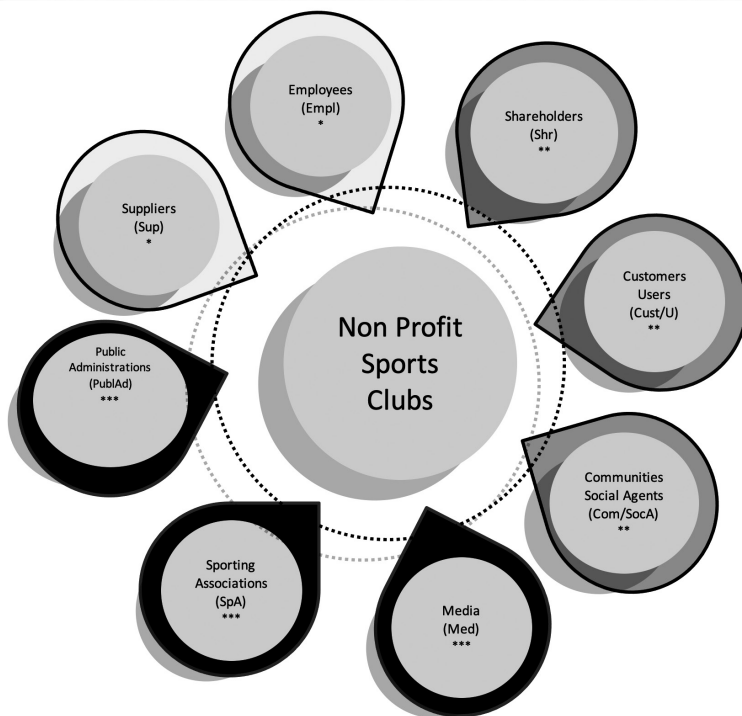 Employees
(Empl)
*
Shareholders
(Shr)
**
Suppliers
(Sup)
*
Customers
Users
(Cust/U)
**
Non Profit
Sports
Clubs
Public
Administrations
(PublAd)
***
Communities
Social Agents
(Com/SocA)
**
Sporting
Associations
(SpA)
***
Media
(Med)
***